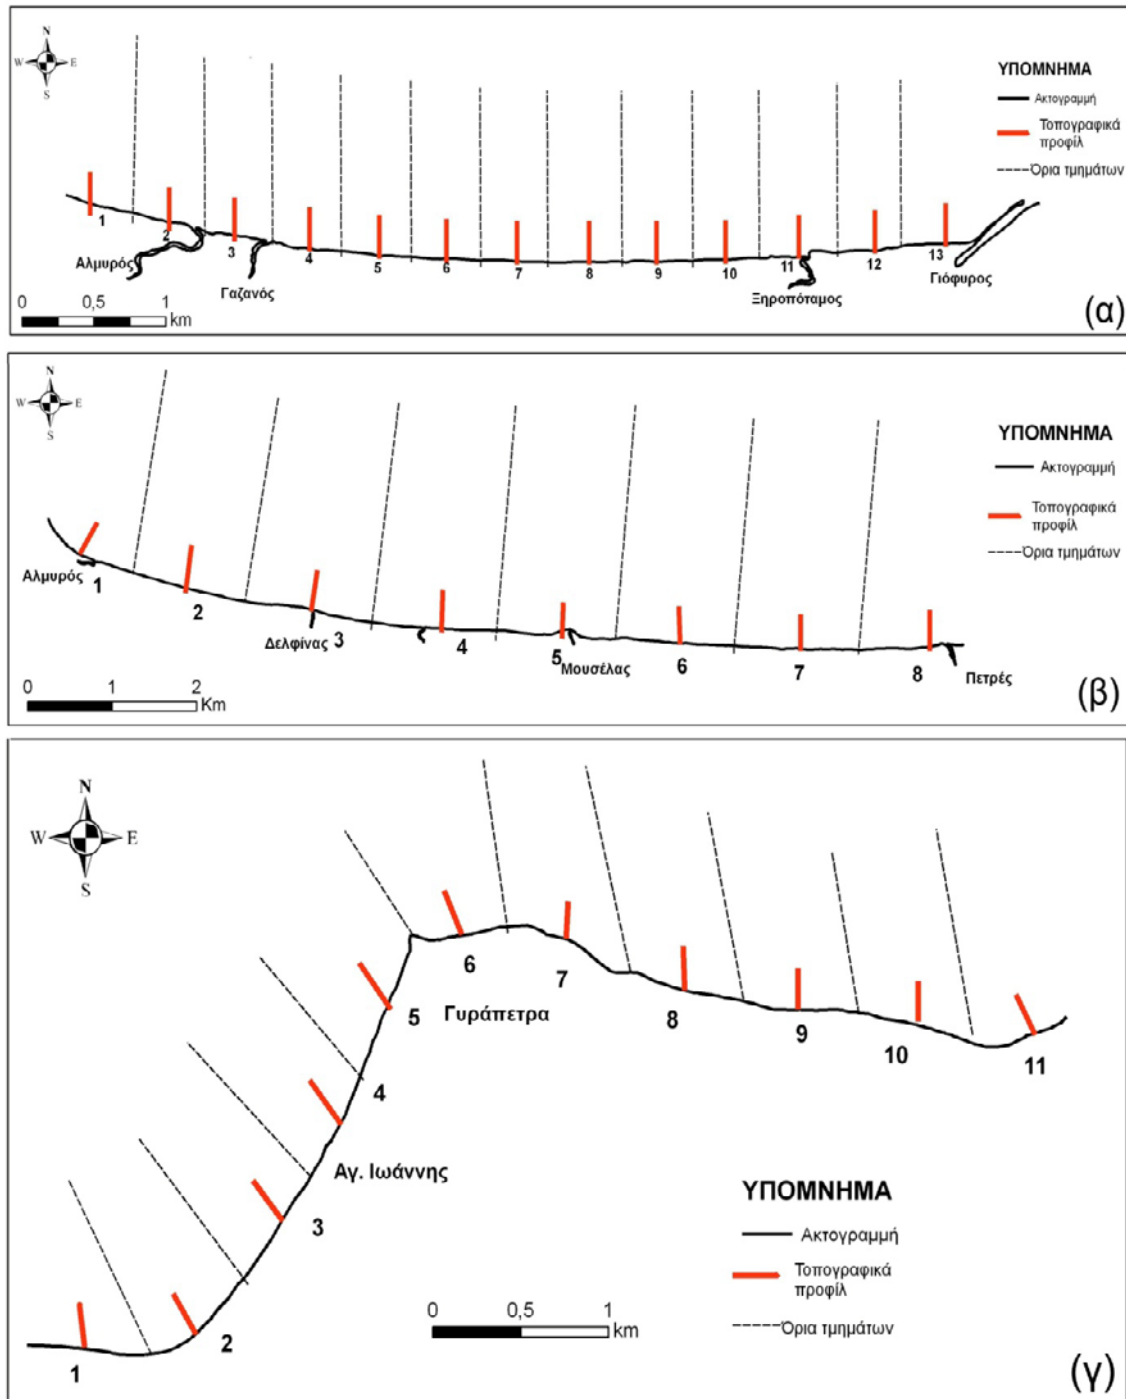 N
W E
S
ΥΠΟΜΝΗΜΑ
Ακτογραμμή
Τοπογραφικά
προφίλ
Όρια τμημάτων
1
2
3
4
5
6
7
8
9
10
11
12
13
Αλμυρός
Γαζανός
Ξηροπόταμος
Γιόφυρος
0 0,5 1
km
(α)
N
W E
S
ΥΠΟΜΝΗΜΑ
Ακτογραμμή
Τοπογραφικά
προφίλ
Όρια τμημάτων
Αλμυρός
1
2
Δελφίνας
3
4
5
Μουσέλας
6
7
8
Πετρές
0 1 2
Km
(β)
N
W E
S
6
7
5
Γυράπετρα
8
9
10
11
4
Αγ. Ιωάννης
3
2
1
ΥΠΟΜΝΗΜΑ
Ακτογραμμή
Τοπογραφικά
προφίλ
Όρια τμημάτων
0 0,5 1
km
(γ)